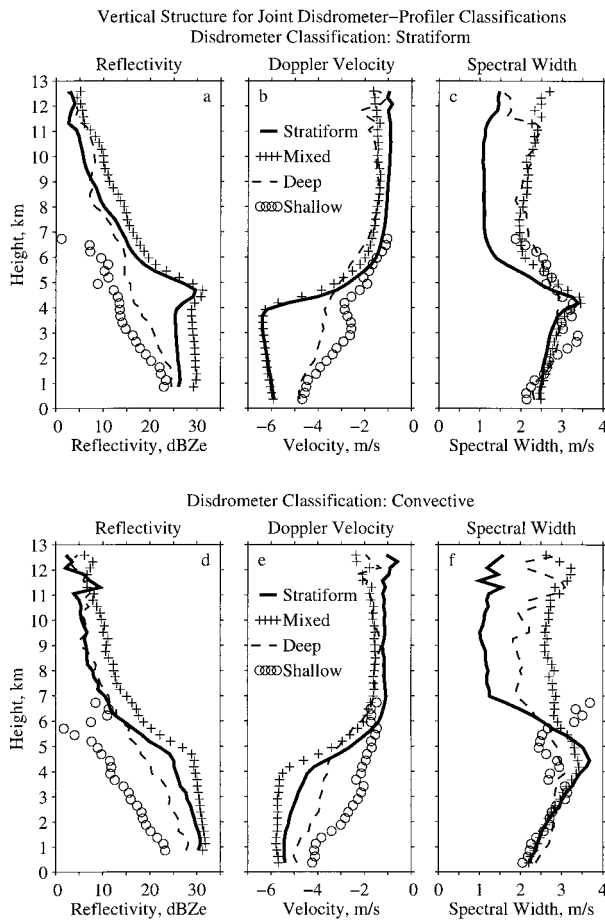 Vertical Structure for Joint Disdrometer−Profiler Classifications
Disdrometer Classification: Stratiform
Reflectivity Doppler Velocity Spectral Width
13 a b c
12
11
10
9
8
7
6
5
4
3
2
1
0
Height, km
Stratiform
Mixed
Deep
Shallow
0 10 20 30 −6 −4 −2 0 0 1 2 3 4
Reflectivity, dBZe Velocity, m/s Spectral Width, m/s
Disdrometer Classification: Convective
Reflectivity Doppler Velocity Spectral Width
13 d e f
12
11
10
9
8
7
6
5
4
3
2
1
0
Height, km
Stratiform
Mixed
Deep
Shallow
0 10 20 30 −6 −4 −2 0 0 1 2 3 4
Reflectivity, dBZe Velocity, m/s Spectral Width, m/s